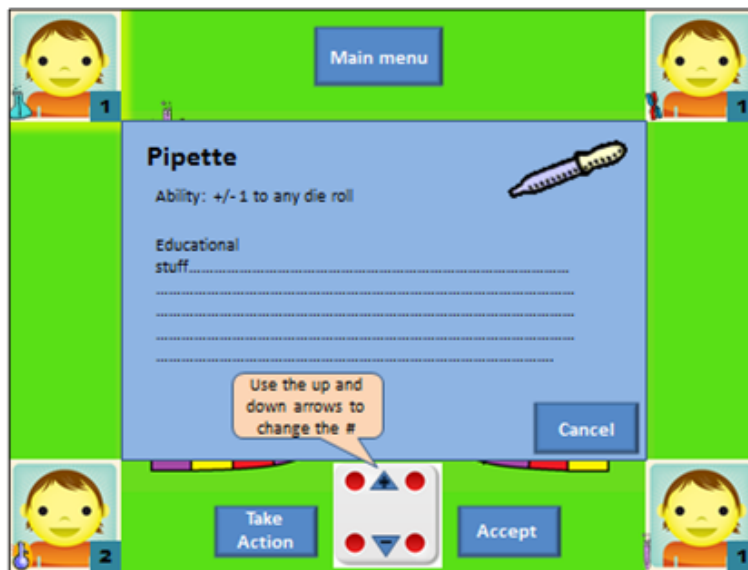 Main menu
1
1
Pipette
Ability: +/- 1 to any die roll
Educational
stuff..............................................................................................
........................................................................................................
........................................................................................................
........................................................................................................
...................................................................................................
Use the up and
down arrows to
change the #
Cancel
+
Take
Action
Accept
−
2
1